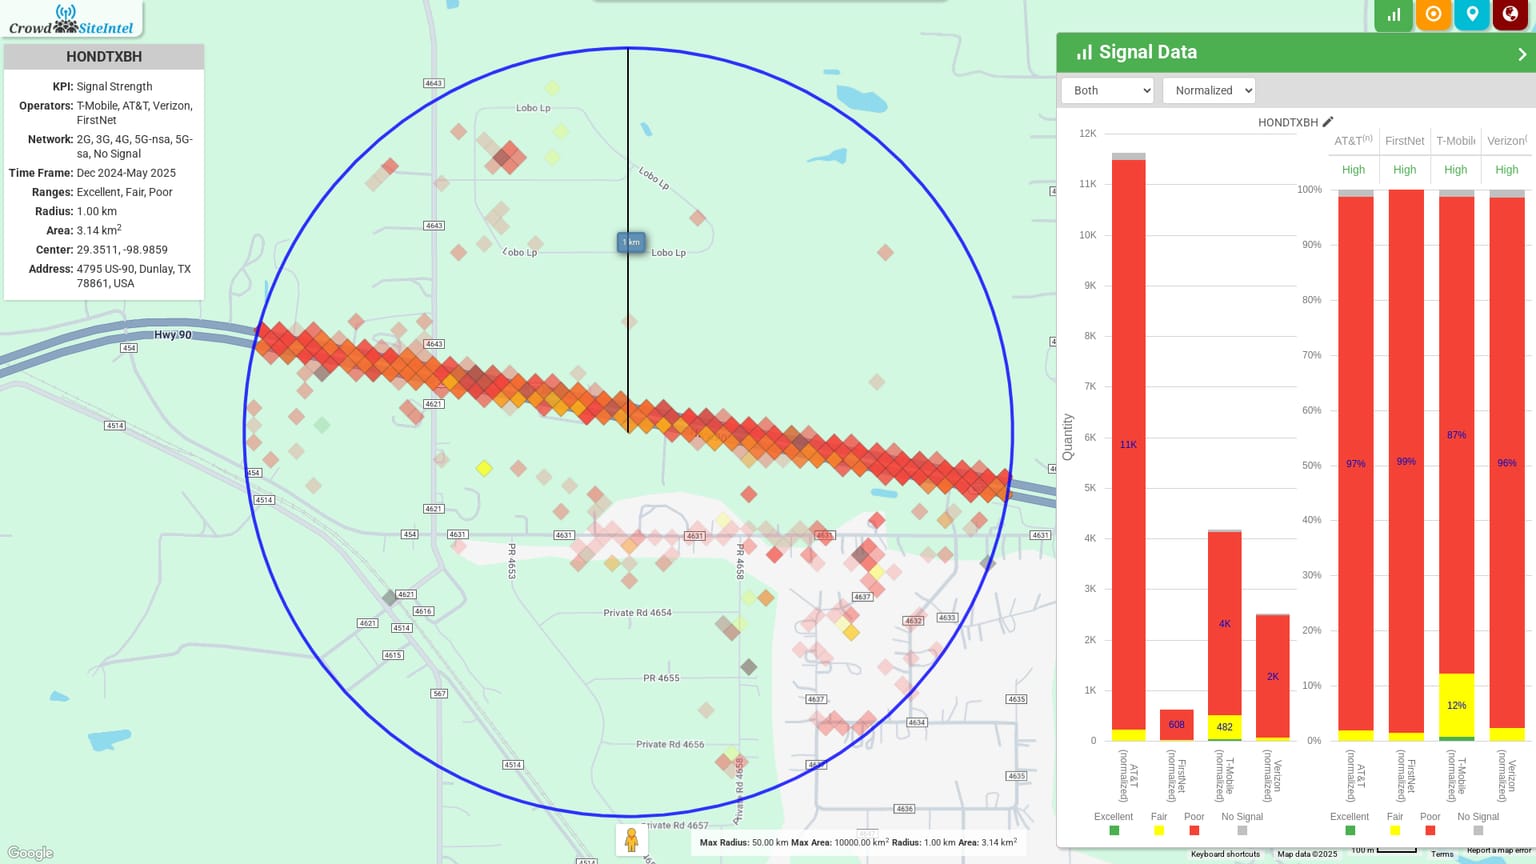 CrowdSiteIntel
HONDTXBH
KPI: Signal Strength
Operators: T-Mobile, AT&T, Verizon,
FirstNet
Network: 2G, 3G, 4G, 5G-nsa, 5G-
sa, No Signal
Time Frame: Dec 2024-May 2025
Ranges: Excellent, Fair, Poor
Radius: 1.00 km
Area: 3.14 km²
Center: 29.3511, -98.9859
Address: 4795 US-90, Dunlay, TX
78861, USA
4643
Lobo Lp
Lobo Lp
4643
1 km
Lobo Lp
Lobo Lp
Hwy 90
454
4643
4621
4514
454
4514
4621
454
4631
4631
4631
4631
4631
PR 4653
PR 4658
4621
4616
4621
4514
4615
Private Rd 4654
4637
4632
4633
PR 4655
567
4637
4635
4634
Private Rd 4656
4514
Private Rd 4658
4635
4636
Private Rd 4657
Max Radius: 50.00 km Max Area: 10000.00 km² Radius: 1.00 km Area: 3.14 km²
Google
Keyboard shortcuts
Map data ©2025
100 m
Terms
Report a map error
Signal Data
Both
Normalized
HONDTXBH
Quantity
12K
11K
10K
9K
8K
7K
6K
5K
4K
3K
2K
1K
0
11K
608
4K
482
2K
AT&T (normalized)
FirstNet (normalized)
T-Mobile (normalized)
Verizon (normalized)
Excellent
Fair
Poor
No Signal
AT&T(n)
FirstNet
T-Mobile
Verizon(
High
High
High
High
100%
90%
80%
70%
60%
50%
40%
30%
20%
10%
0%
97%
99%
87%
12%
96%
AT&T (normalized)
FirstNet (normalized)
T-Mobile (normalized)
Verizon (normalized)
Excellent
Fair
Poor
No Signal